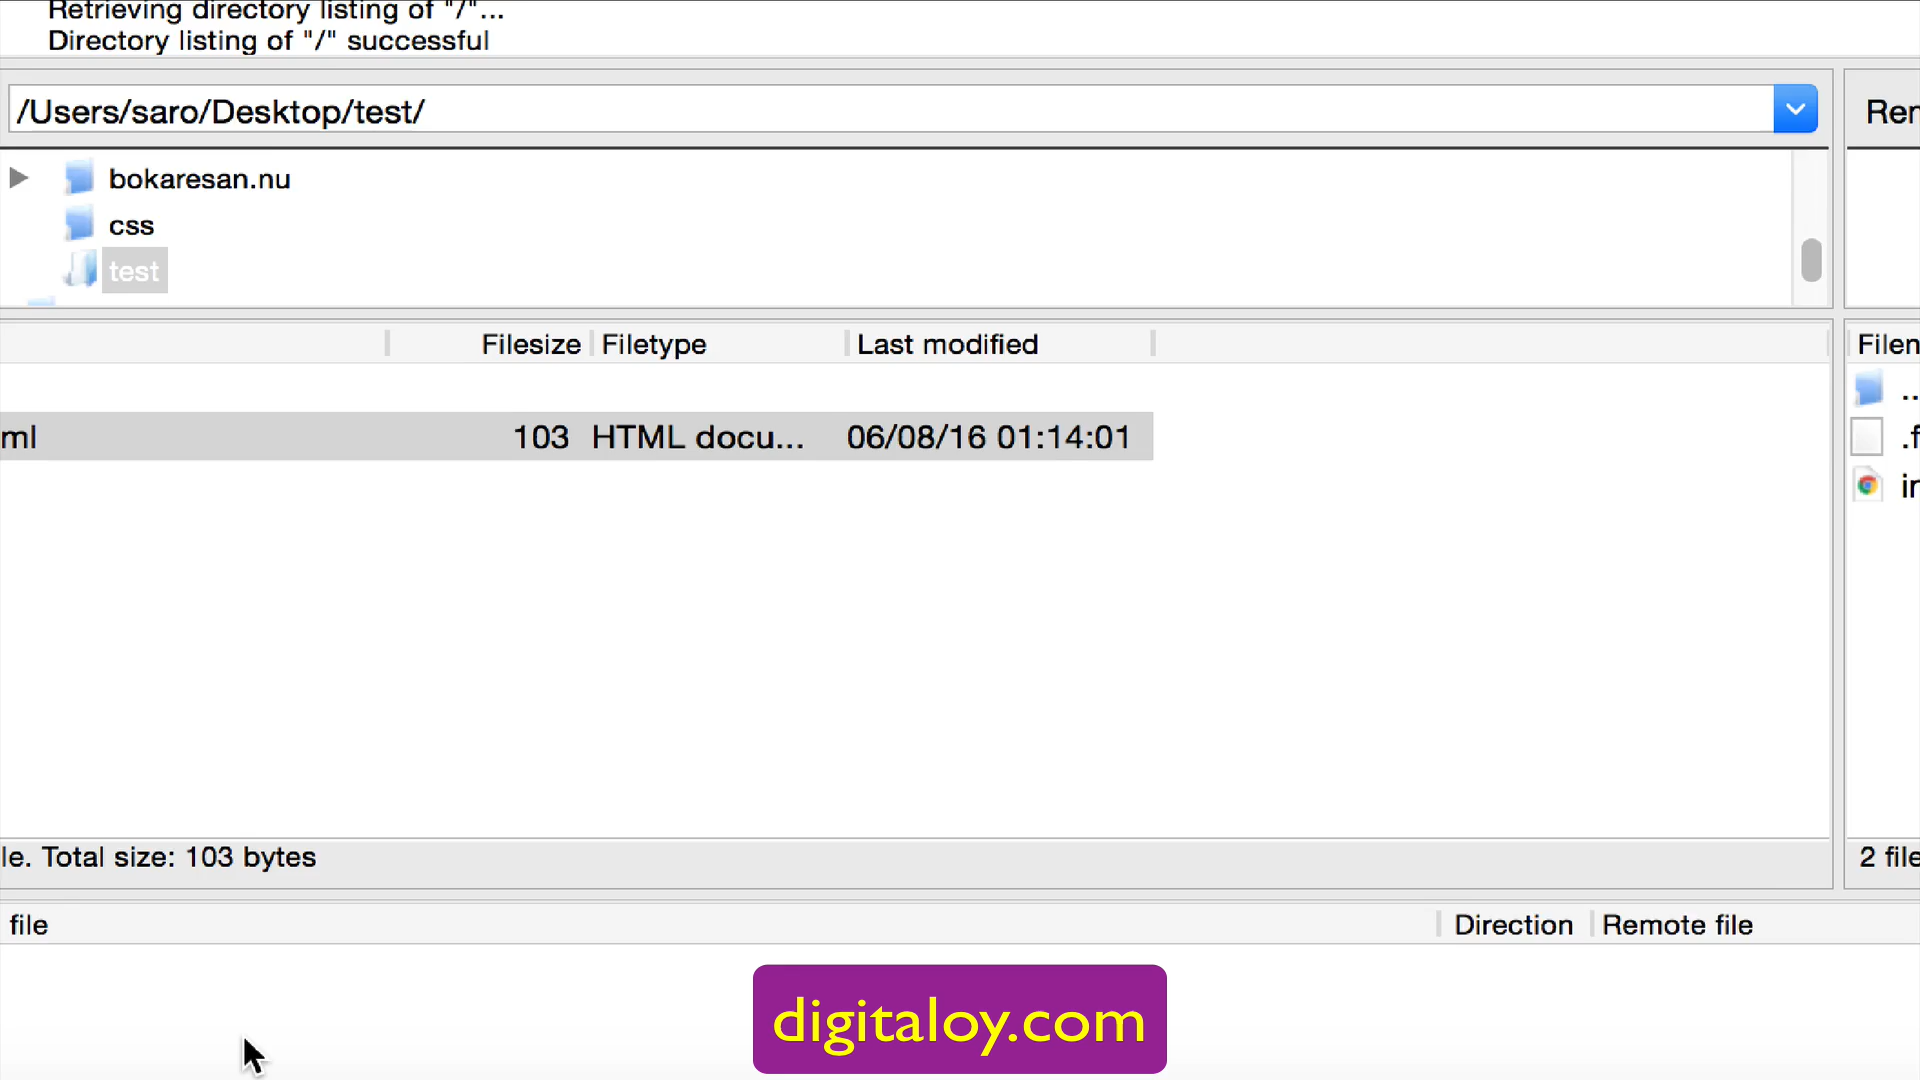 Retrieving directory listing of "/"...
Directory listing of "/" successful
/Users/saro/Desktop/test/
bokaresan.nu
css
test
Filesize Filetype Last modified
ml 103 HTML docu... 06/08/16 01:14:01
le. Total size: 103 bytes
file Direction Remote file
Ren
Filen
..
.f
in
2 file
digitaloy.com